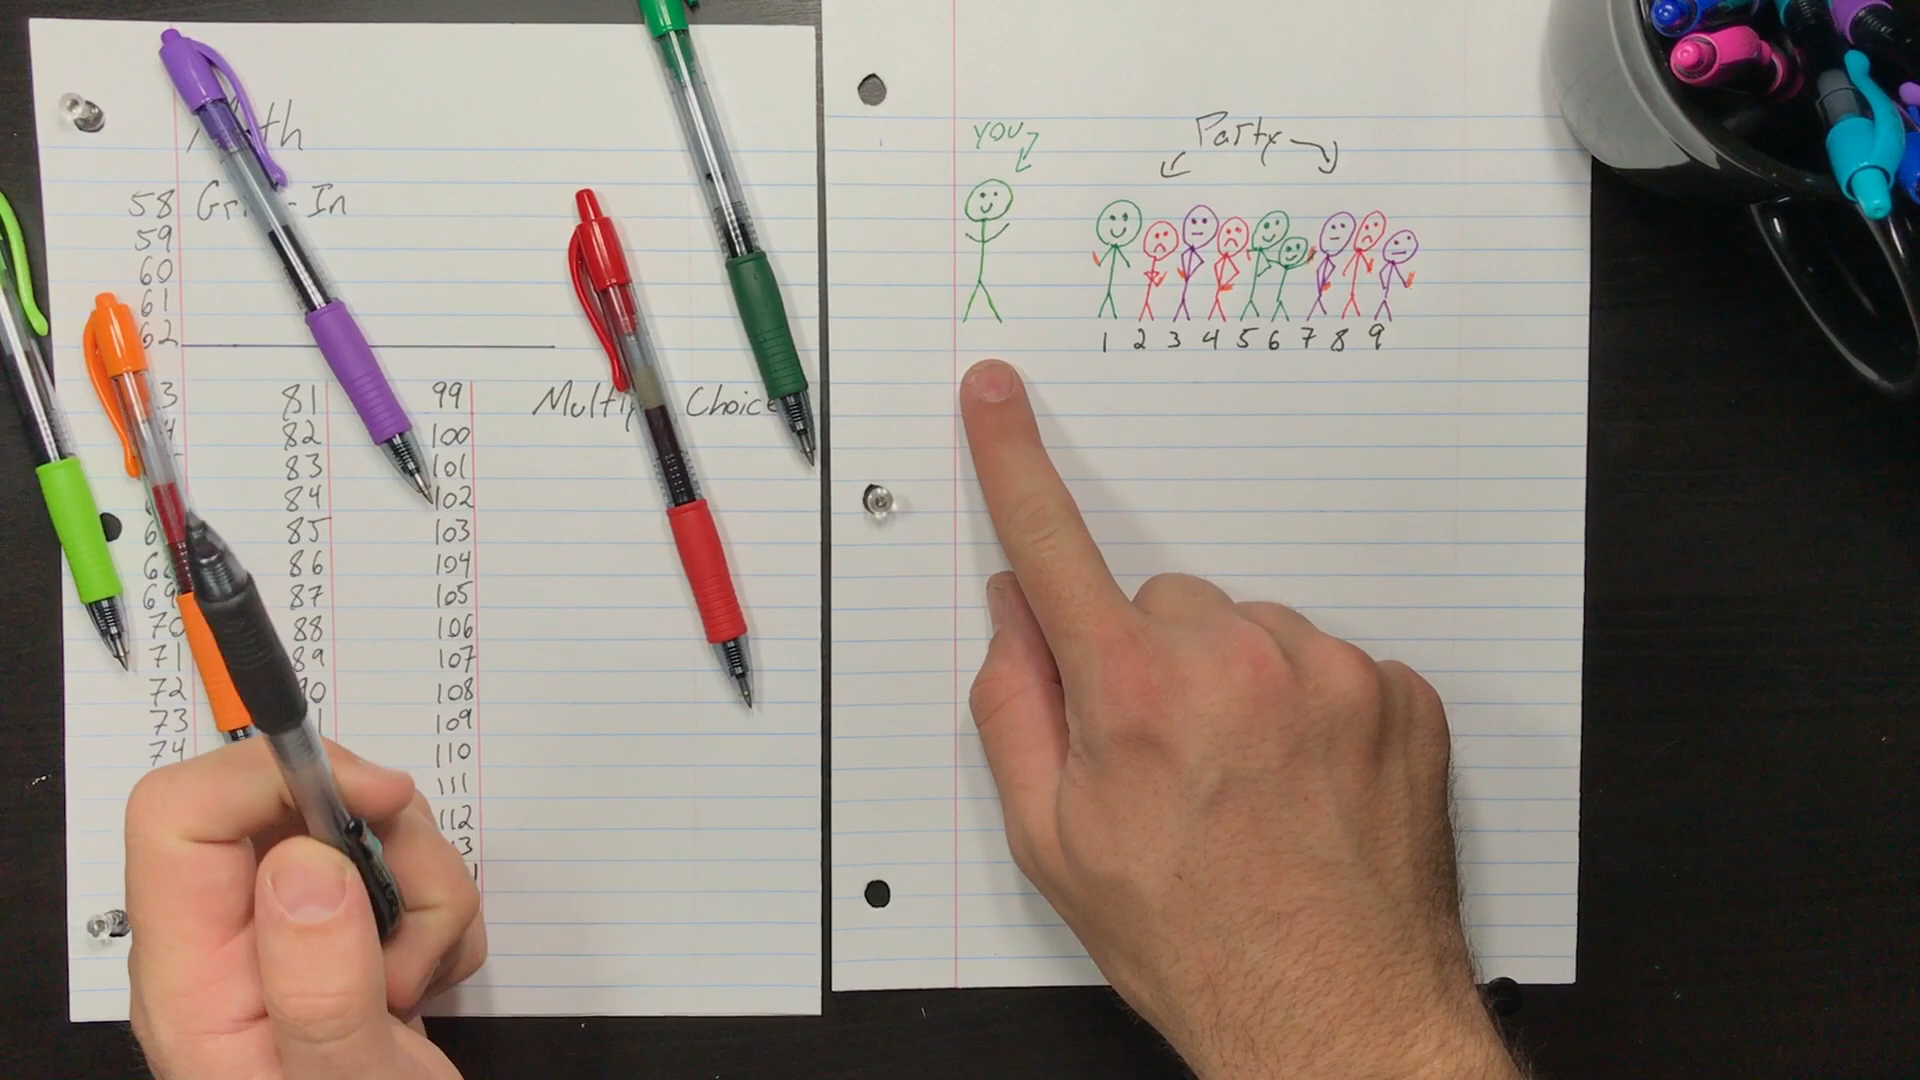 Math
58
59
60
61
62
81 99
82 100
83 101
84 102
85 103
86 104
87 105
70 88 106
71 89 107
72 108
73 109
74 110
111
112
Choice
YOU
Party
1 2 3 4 5 6 7 8 9